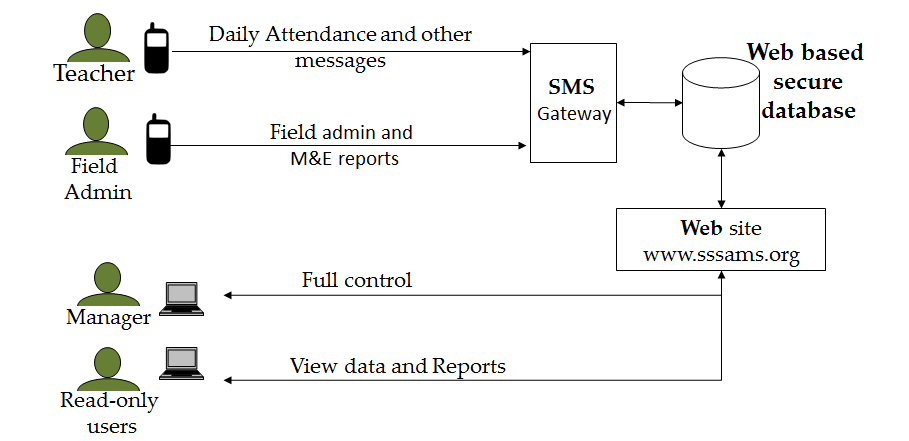 Teacher
Daily Attendance and other
messages
SMS
Gateway
Web based
secure
database
Field
Admin
Field admin and
M&E reports
Web site
www.sssams.org
Manager
Full control
Read-only
users
View data and Reports